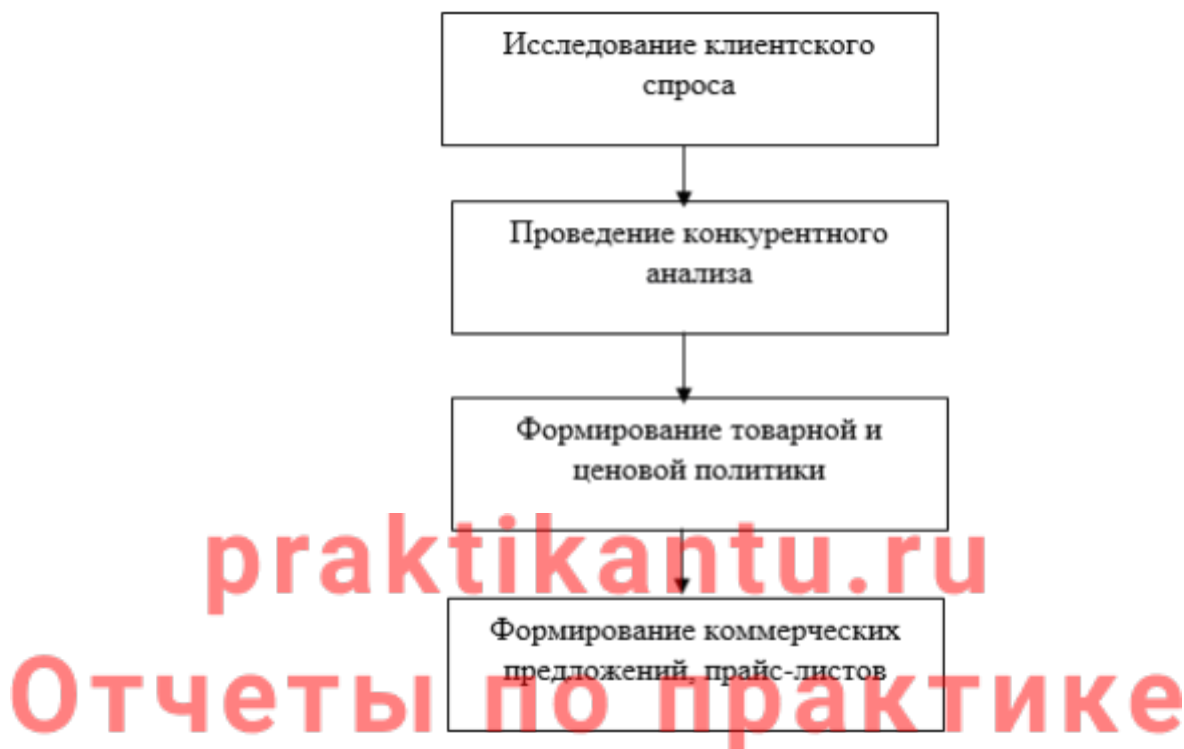 Исследование клиентского
спроса
Проведение конкурентного
анализа
Формирование товарной и
ценовой политики
praktikantu.ru
Формирование коммерческих
предложений, прайс-листов
Отчеты по практике